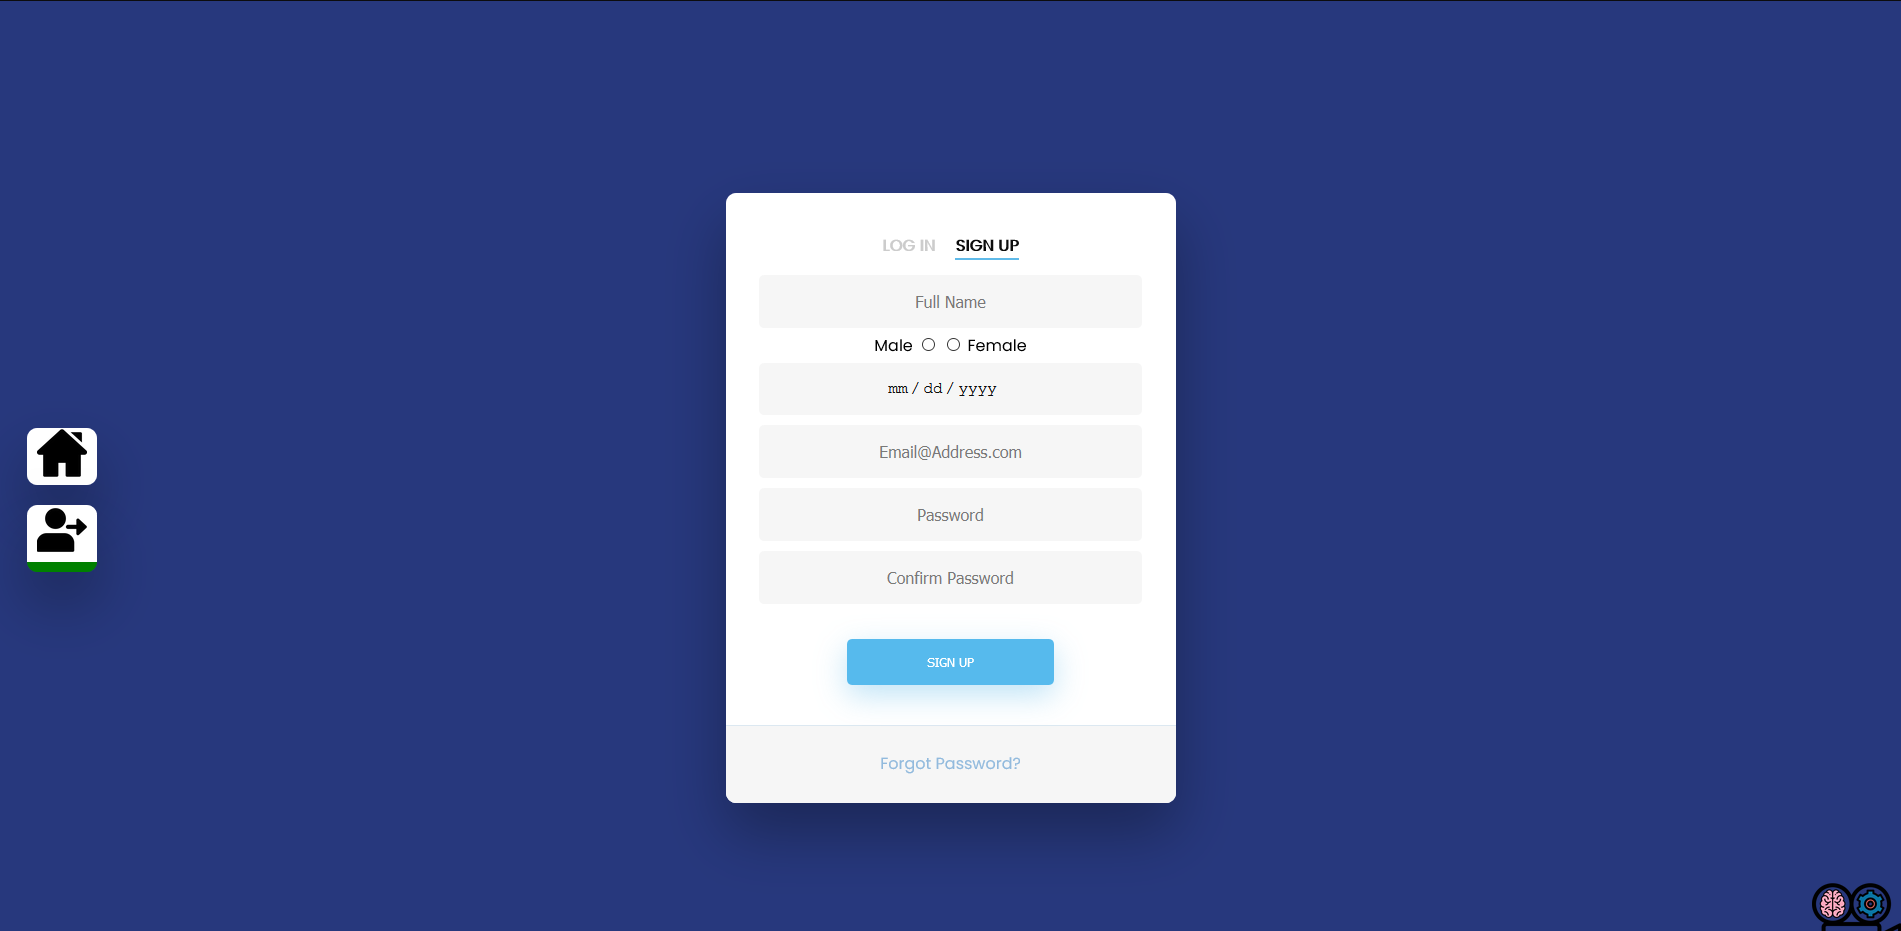 LOG IN SIGN UP
Full Name
Male Female
mm / dd / yyyy
Email@Address.com
Password
Confirm Password
SIGN UP
Forgot Password?